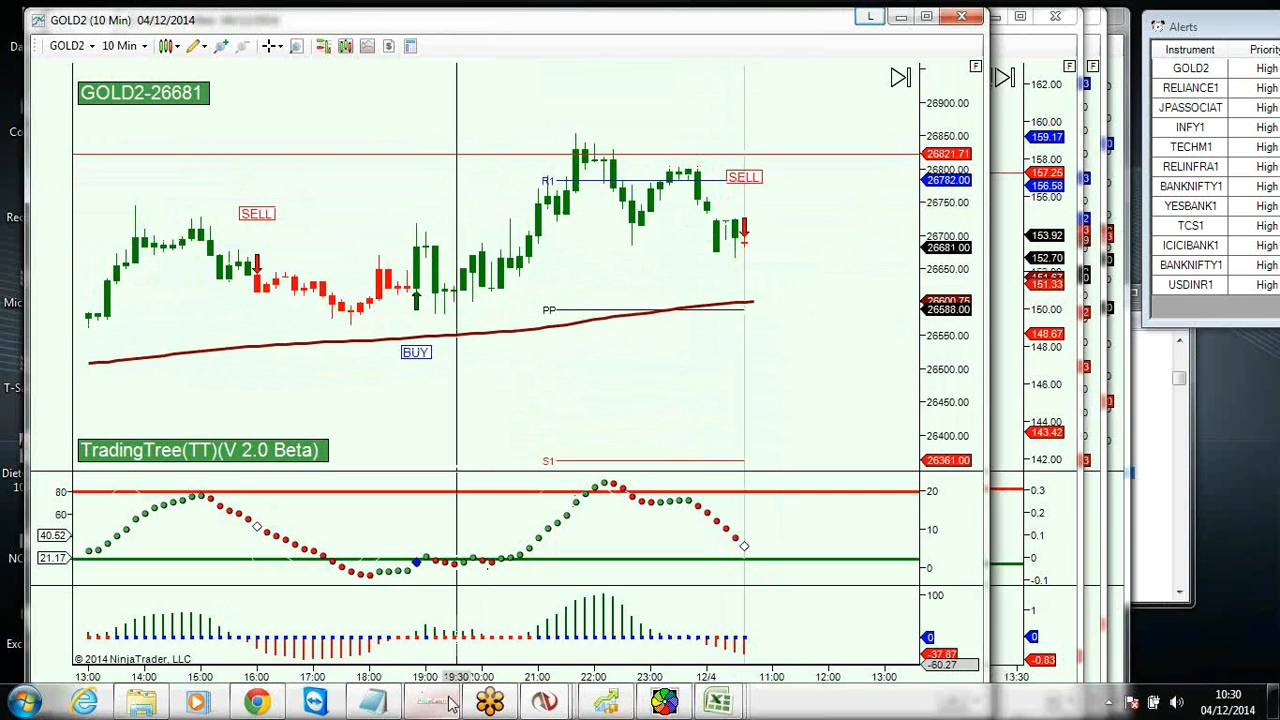 GOLD2 (10 Min) 04/12/2014
GOLD2 10 Min
L
F
F
F
GOLD2-26681
SELL
BUY
R1
SELL
PP
S1
TradingTree(TT)(V 2.0 Beta)
26900.00
26850.00
26821.71
26800.00
26782.00
26750.00
26700.00
26681.00
26650.00
26600.75
26588.00
26550.00
26500.00
26450.00
26400.00
26361.00
80
60
40.52
21.17
20
10
0
100
0
-37.87
-60.27
© 2014 NinjaTrader, LLC
13:00 14:00 15:00 16:00 17:00 18:00 19:00 19:30 20:00 21:00 22:00 23:00 12/4 11:00 12:00 13:00
162.00
160.00
159.17
158.00
157.25
156.58
156.00
153.92
152.70
151.33
150.00
148.67
148.00
146.00
144.00
143.42
142.00
0.3
0.2
0.1
0
-0.1
1
0
-0.83
13:30
Alerts
Instrument Priority
GOLD2 High
RELIANCE1 High
JPASSOCIAT High
INFY1 High
TECHM1 High
RELINFRA1 High
BANKNIFTY1 High
YESBANK1 High
TCS1 High
ICICIBANK1 High
BANKNIFTY1 High
USDINR1 High
10:30
04/12/2014